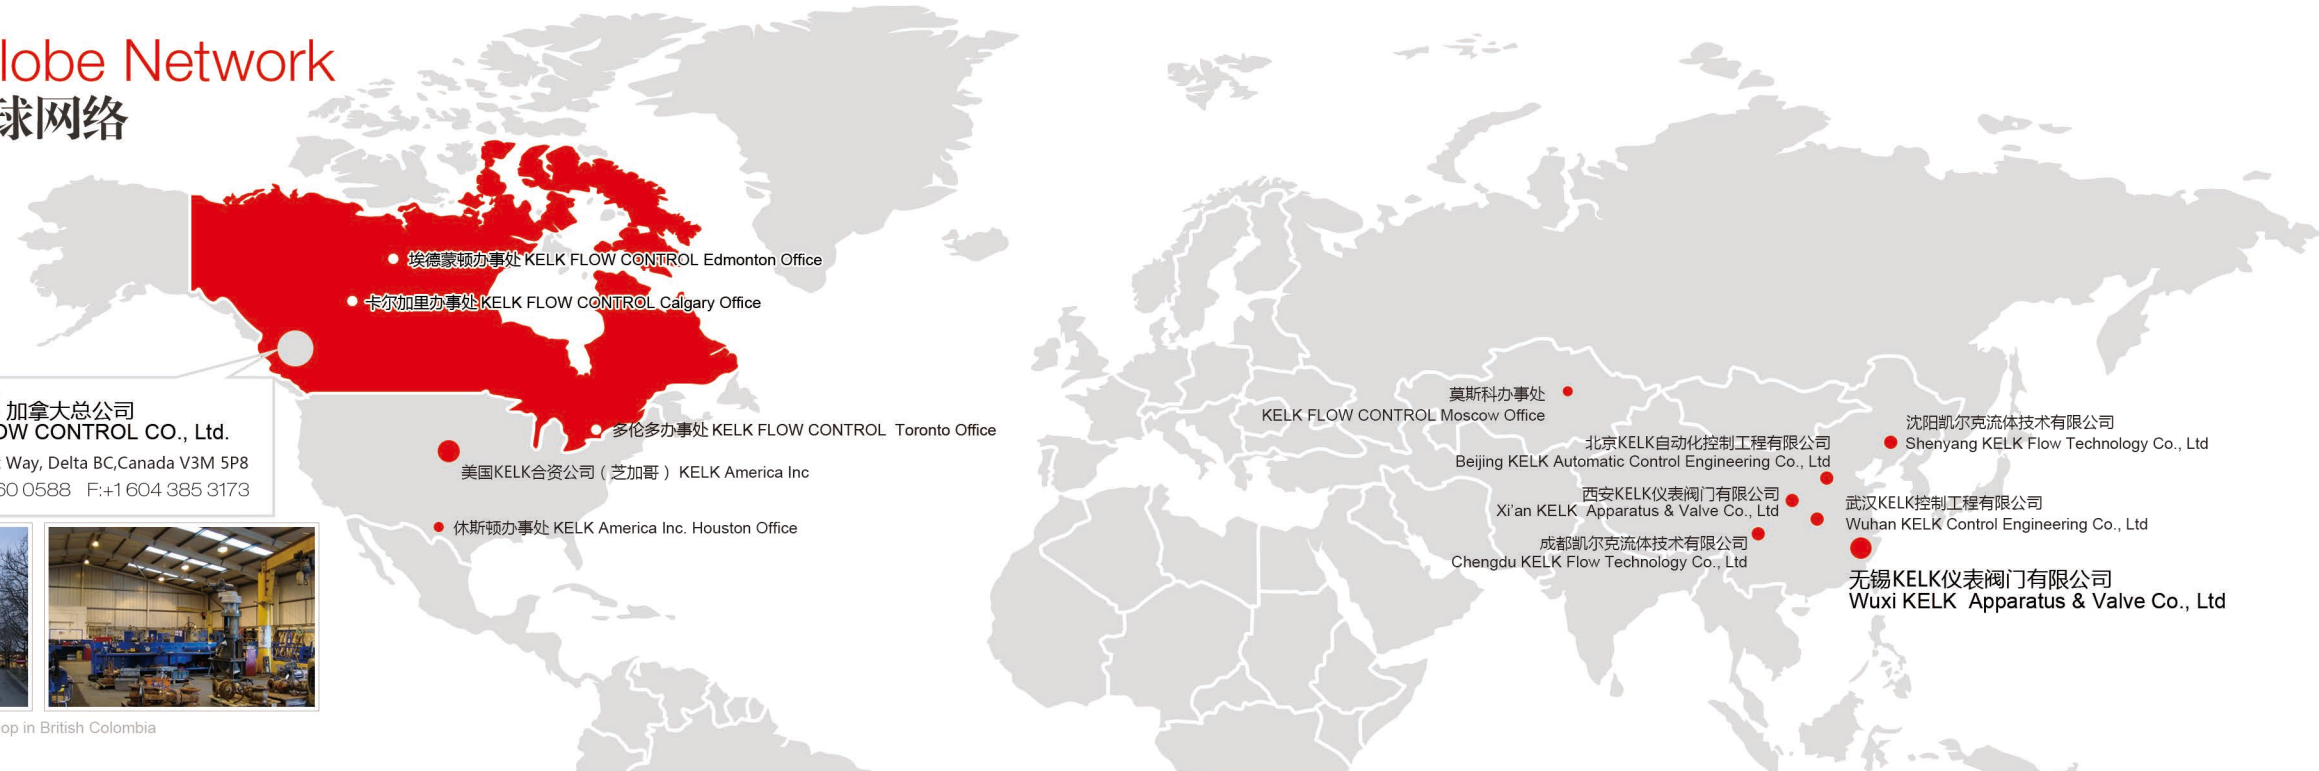 lobe Network
球网络
埃德蒙顿办事处 KELK FLOW CONTROL Edmonton Office
卡尔加里办事处 KELK FLOW CONTROL Calgary Office
加拿大总公司
OW CONTROL CO., Ltd.
Way, Delta BC,Canada V3M 5P8
60 0588 F:+1 604 385 3173
多伦多办事处 KELK FLOW CONTROL Toronto Office
美国KELK合资公司（芝加哥）KELK America Inc
休斯顿办事处 KELK America Inc. Houston Office
op in British Colombia
莫斯科办事处
KELK FLOW CONTROL Moscow Office
沈阳凯尔克流体技术有限公司
Shenyang KELK Flow Technology Co., Ltd
北京KELK自动化控制工程有限公司
Beijing KELK Automatic Control Engineering Co., Ltd
西安KELK仪表阀门有限公司
Xi'an KELK Apparatus & Valve Co., Ltd
武汉KELK控制工程有限公司
Wuhan KELK Control Engineering Co., Ltd
成都凯尔克流体技术有限公司
Chengdu KELK Flow Technology Co., Ltd
无锡KELK仪表阀门有限公司
Wuxi KELK Apparatus & Valve Co., Ltd